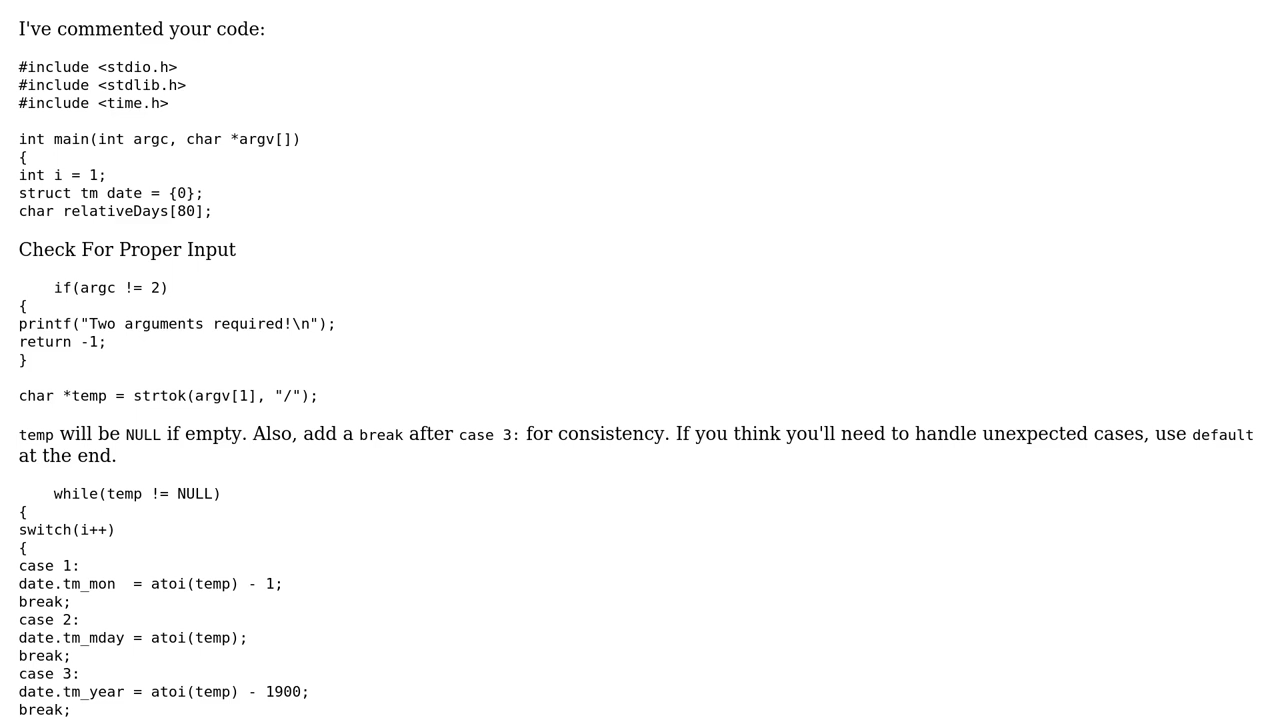 I've commented your code:
#include <stdio.h>
#include <stdlib.h>
#include <time.h>
int main(int argc, char *argv[])
{
int i = 1;
struct tm date = {0};
char relativeDays[80];
Check For Proper Input
    if(argc != 2)
{
printf("Two arguments required!\n");
return -1;
}
char *temp = strtok(argv[1], "/");
temp will be NULL if empty. Also, add a break after case 3: for consistency. If you think you'll need to handle unexpected cases, use default
at the end.
    while(temp != NULL)
{
switch(i++)
{
case 1:
date.tm_mon  = atoi(temp) - 1;
break;
case 2:
date.tm_mday = atoi(temp);
break;
case 3:
date.tm_year = atoi(temp) - 1900;
break;